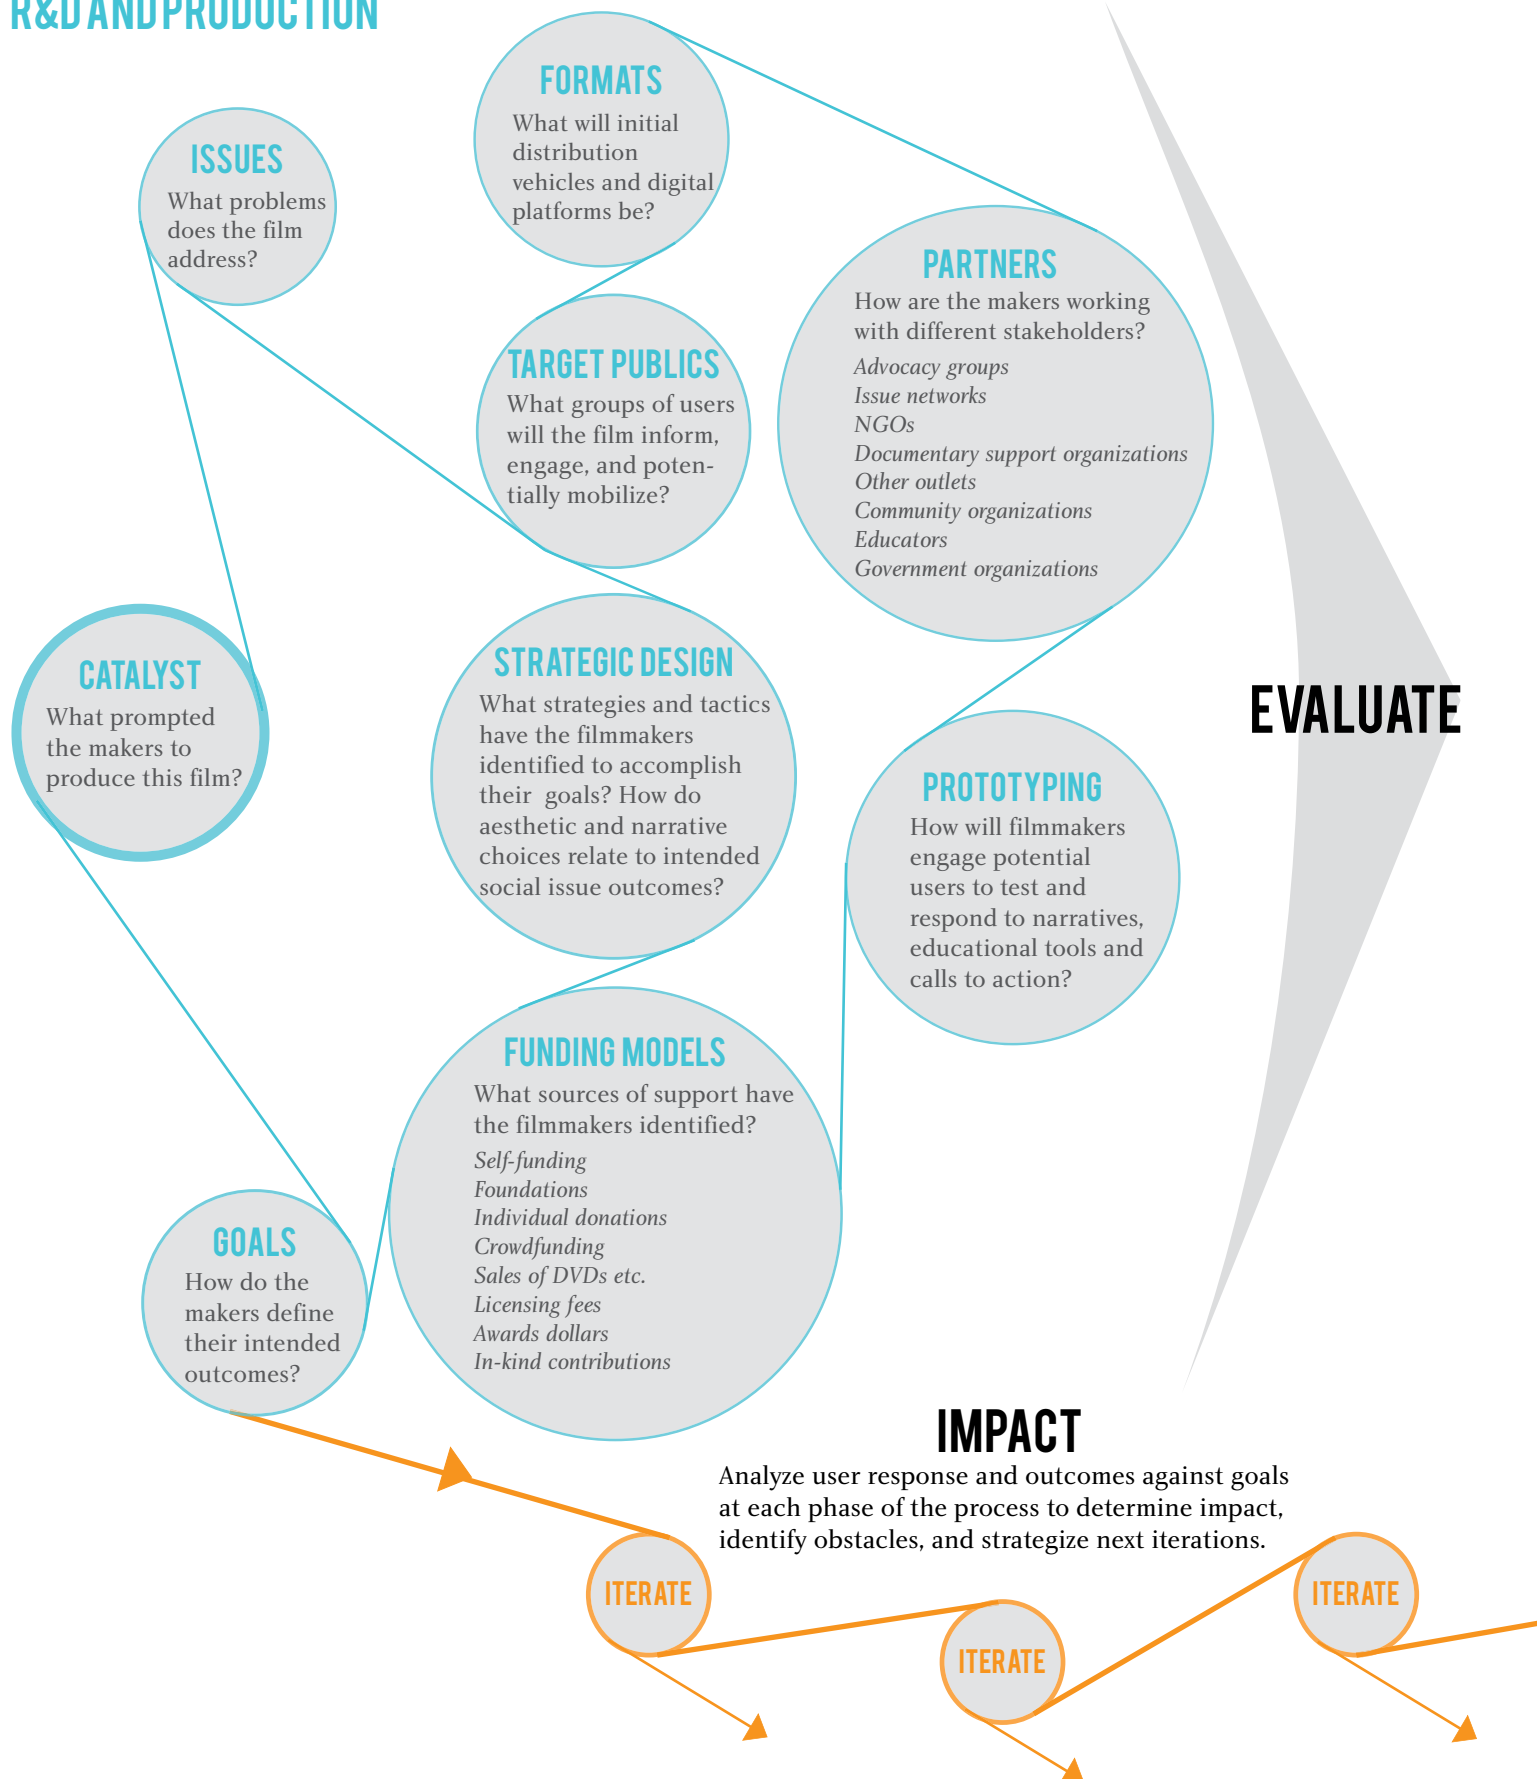 R&D AND PRODUCTION
FORMATS
What will initial
distribution
vehicles and digital
platforms be?
ISSUES
What problems
does the film
address?
PARTNERS
How are the makers working
with different stakeholders?
Advocacy groups
Issue networks
NGOs
Documentary support organizations
Other outlets
Community organizations
Educators
Government organizations
TARGET PUBLICS
What groups of users
will the film inform,
engage, and poten-
tially mobilize?
CATALYST
What prompted
the makers to
produce this film?
STRATEGIC DESIGN
What strategies and tactics
have the filmmakers
identified to accomplish
their goals? How do
aesthetic and narrative
choices relate to intended
social issue outcomes?
EVALUATE
PROTOTYPING
How will filmmakers
engage potential
users to test and
respond to narratives,
educational tools and
calls to action?
FUNDING MODELS
What sources of support have
the filmmakers identified?
Self-funding
Foundations
Individual donations
Crowdfunding
Sales of DVDs etc.
Licensing fees
Awards dollars
In-kind contributions
GOALS
How do the
makers define
their intended
outcomes?
IMPACT
Analyze user response and outcomes against goals
at each phase of the process to determine impact,
identify obstacles, and strategize next iterations.
ITERATE
ITERATE
ITERATE